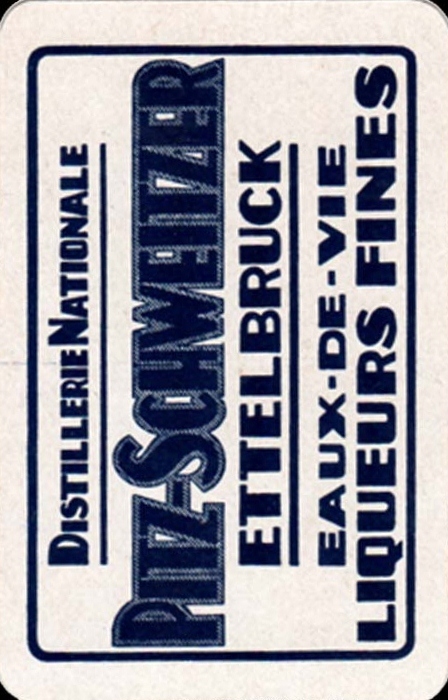 DISTILLERIE NATIONALE
PITZ-SCHWEITZER
ETTELBRUCK
EAUX-DE-VIE
LIQUEURS FINES